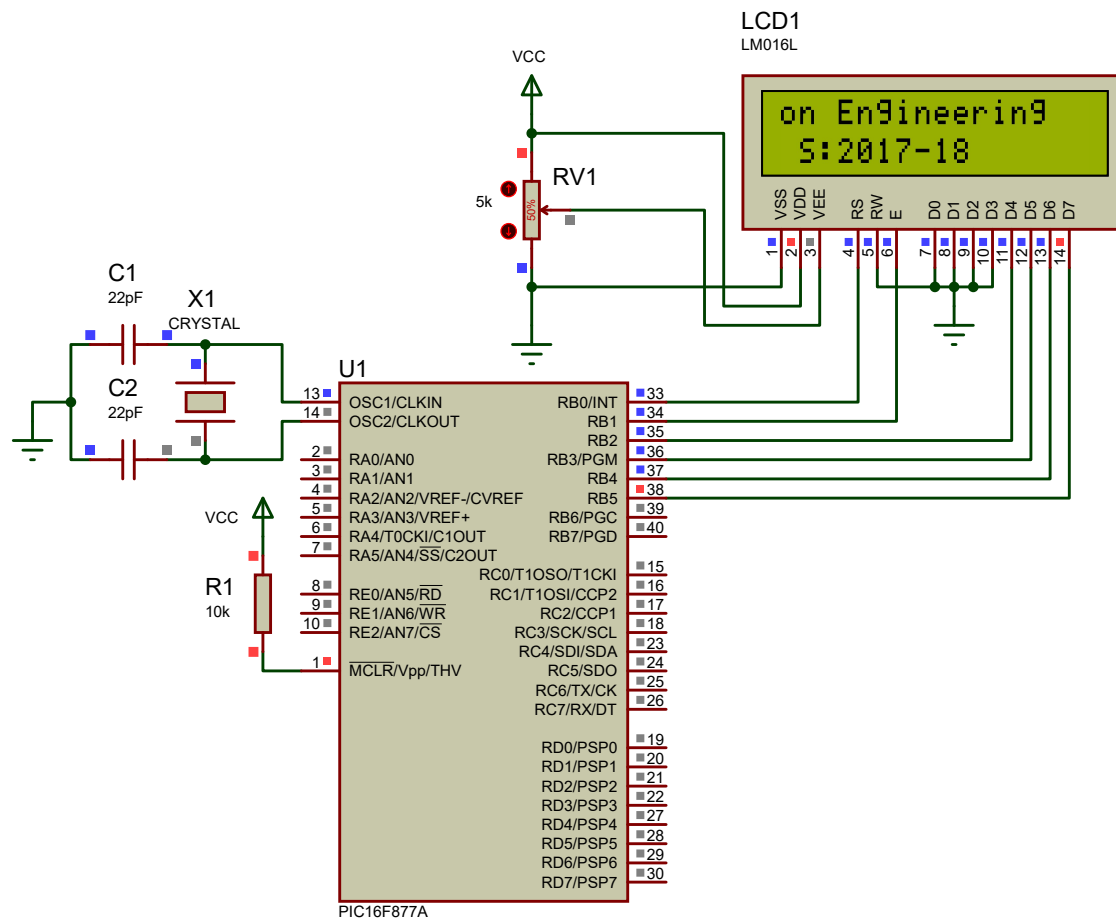 LCD1
LM016L
VCC
on Engineering
S:2017-18
RV1
5k
50%
VSS
VDD
VEE
RS
RW
E
D0
D1
D2
D3
D4
D5
D6
D7
1
2
3
4
5
6
7
8
9
10
11
12
13
14
C1
22pF
X1
CRYSTAL
C2
22pF
U1
13 OSC1/CLKIN
14 OSC2/CLKOUT
2 RA0/AN0
3 RA1/AN1
4 RA2/AN2/VREF-/CVREF
5 RA3/AN3/VREF+
6 RA4/T0CKI/C1OUT
7 RA5/AN4/SS/C2OUT
8 RE0/AN5/RD
9 RE1/AN6/WR
10 RE2/AN7/CS
1 MCLR/Vpp/THV
RB0/INT 33
RB1 34
RB2 35
RB3/PGM 36
RB4 37
RB5 38
RB6/PGC 39
RB7/PGD 40
RC0/T1OSO/T1CKI 15
RC1/T1OSI/CCP2 16
RC2/CCP1 17
RC3/SCK/SCL 18
RC4/SDI/SDA 23
RC5/SDO 24
RC6/TX/CK 25
RC7/RX/DT 26
RD0/PSP0 19
RD1/PSP1 20
RD2/PSP2 21
RD3/PSP3 22
RD4/PSP4 27
RD5/PSP5 28
RD6/PSP6 29
RD7/PSP7 30
VCC
R1
10k
PIC16F877A